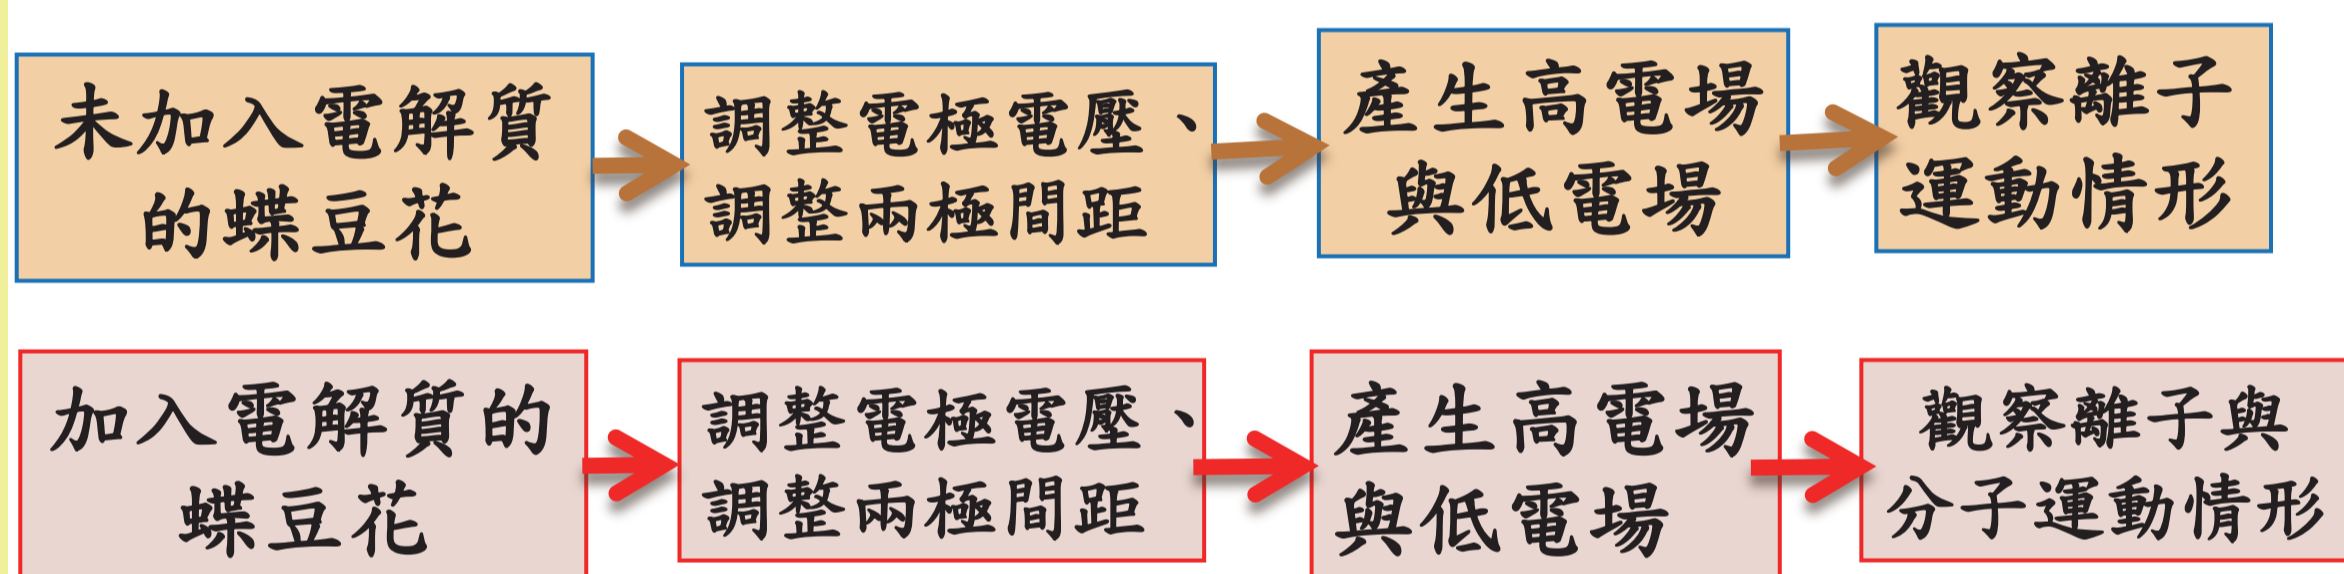 未加入電解質
的蝶豆花
調整電極電壓、
調整兩極間距
產生高電場
與低電場
觀察離子
運動情形
加入電解質的
蝶豆花
調整電極電壓、
調整兩極間距
產生高電場
與低電場
觀察離子與
分子運動情形